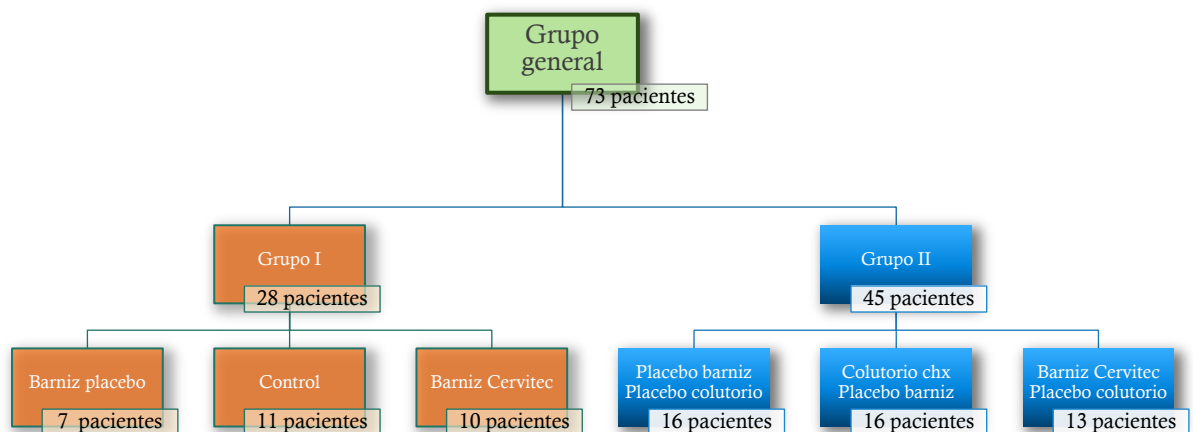 Grupo
general
73 pacientes
Grupo I
28 pacientes
Grupo II
45 pacientes
Barniz placebo
7 pacientes
Control
11 pacientes
Barniz Cervitec
10 pacientes
Placebo barniz
Placebo colutorio
16 pacientes
Colutorio chx
Placebo barniz
16 pacientes
Barniz Cervitec
Placebo colutorio
13 pacientes